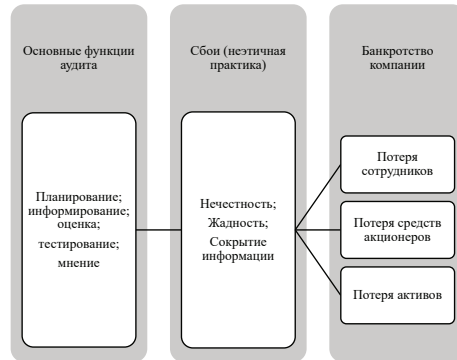 Основные функции
аудита
Сбои (неэтичная
практика)
Банкротство
компании
Планирование;
информирование;
оценка;
тестирование;
мнение
Нечестность;
Жадность;
Сокрытие
информации
Потеря
сотрудников
Потеря средств
акционеров
Потеря активов